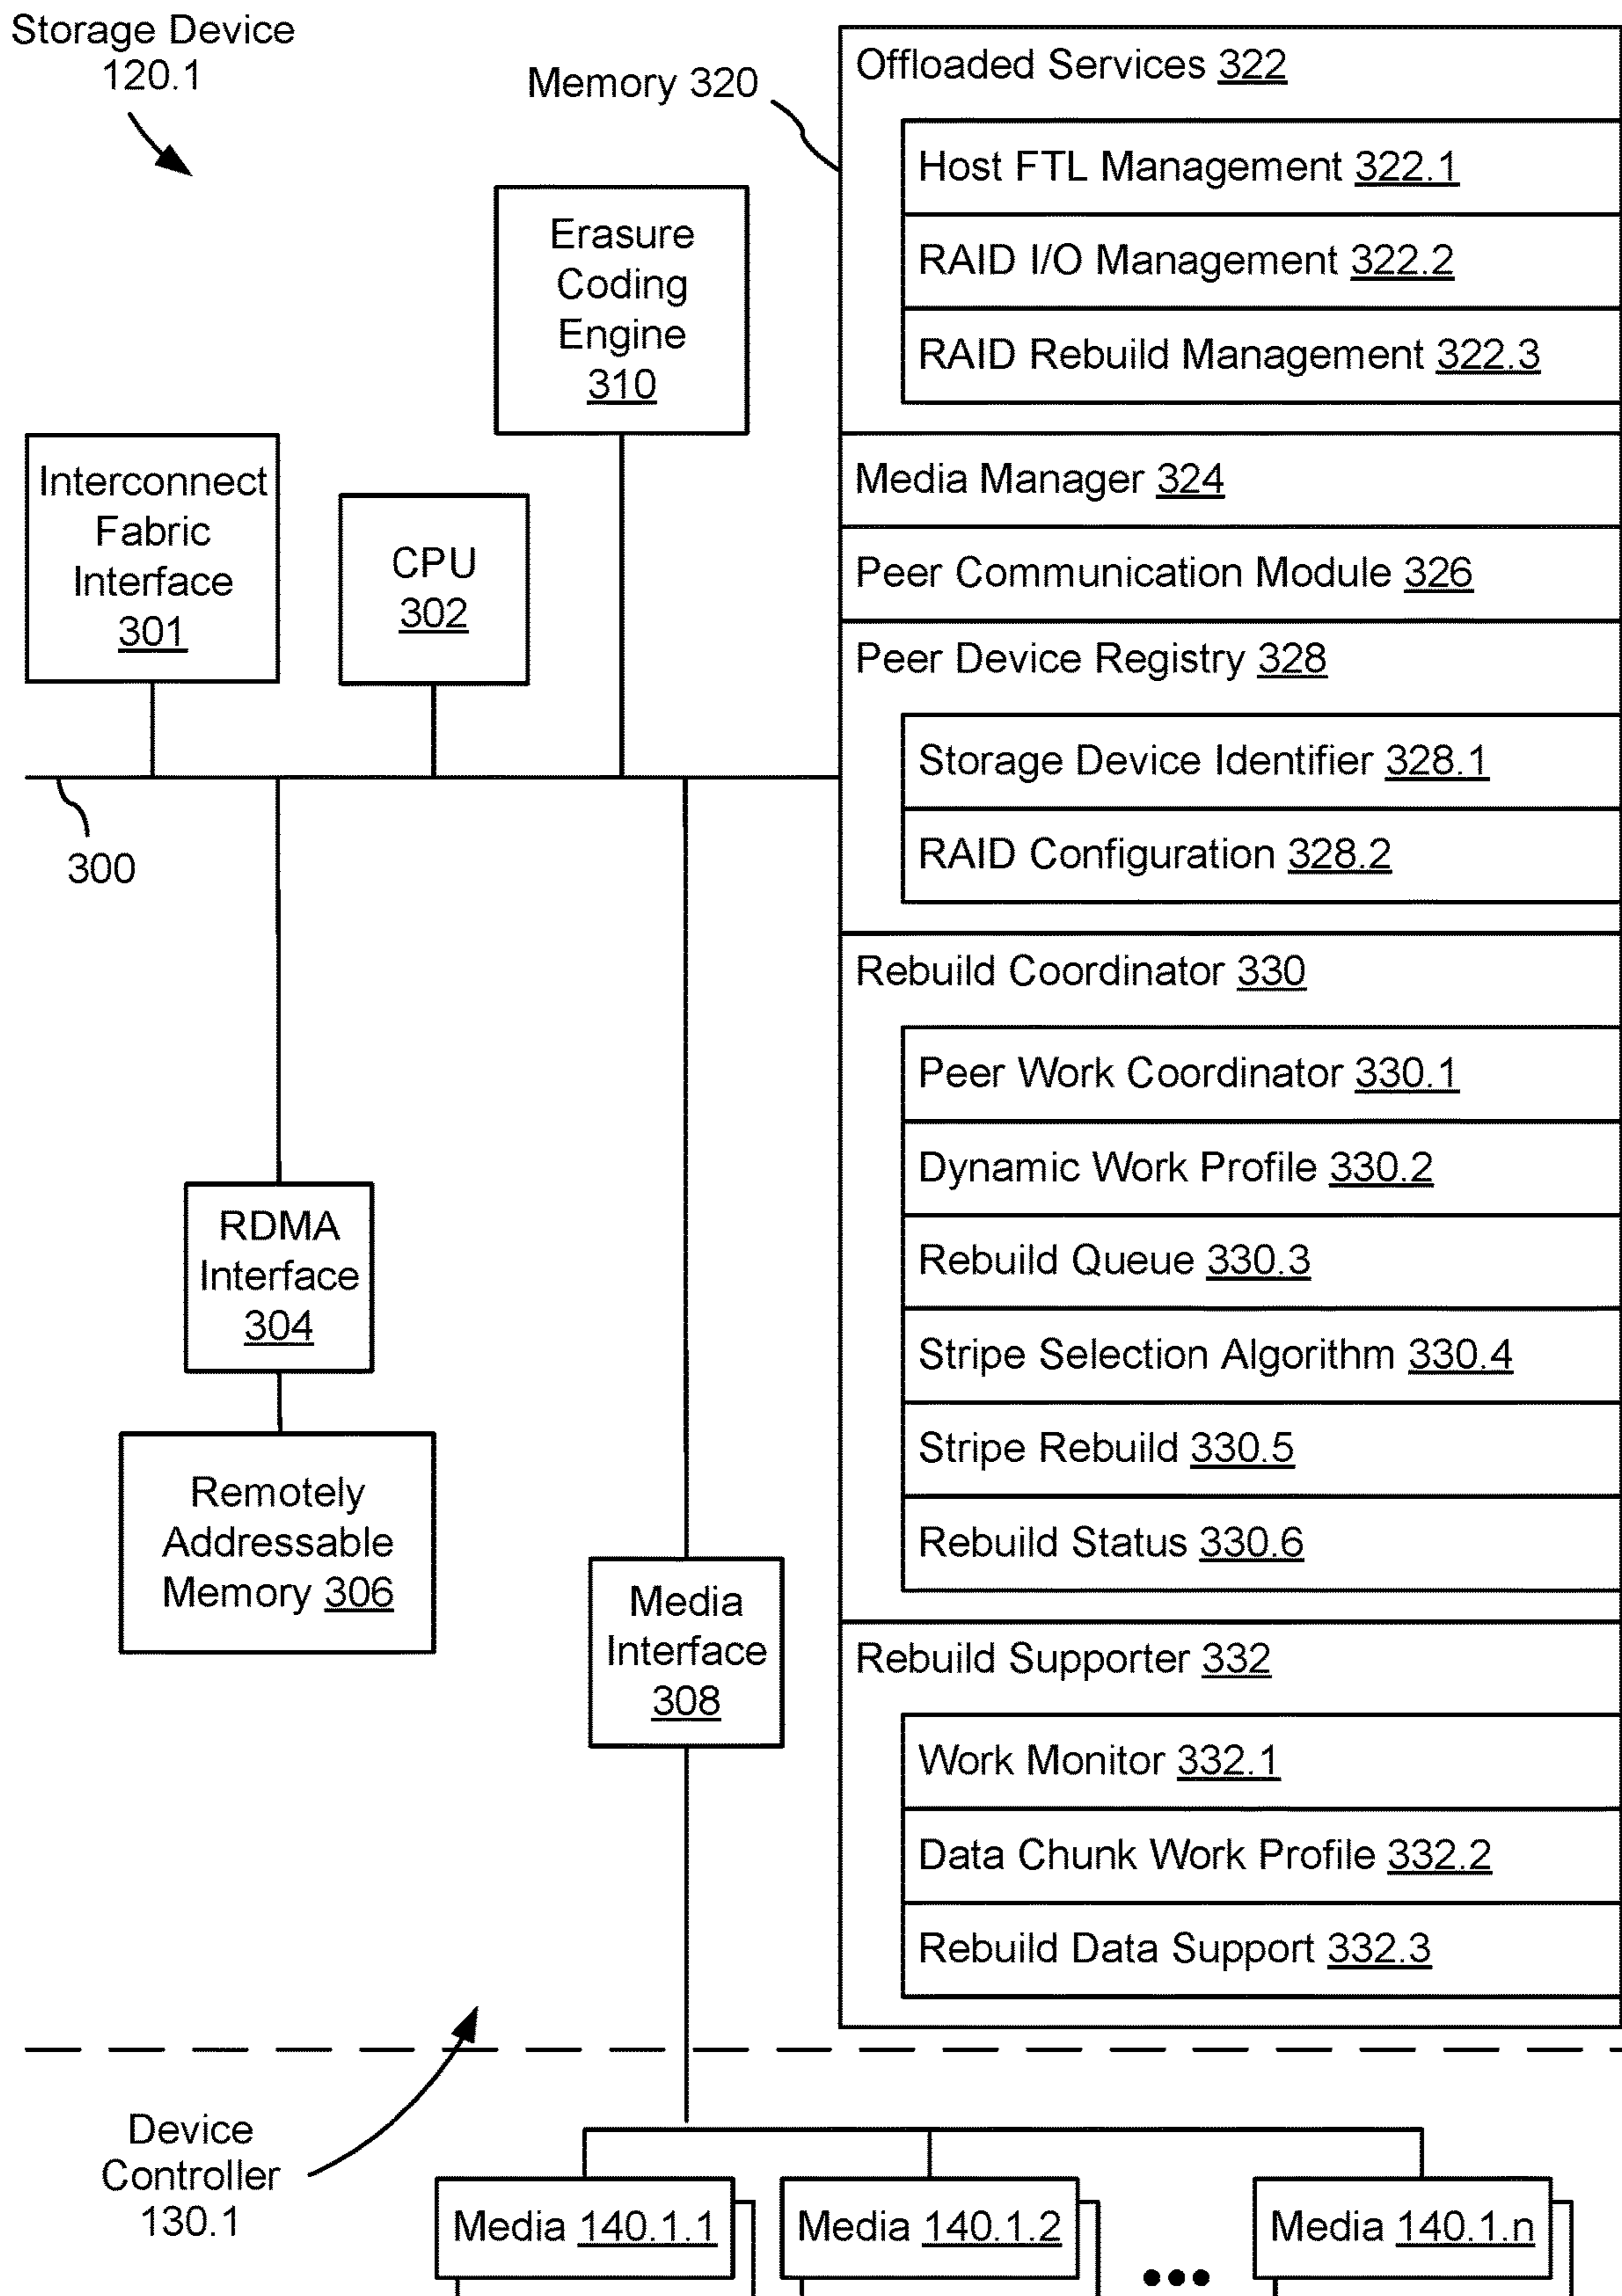 Storage Device
120.1
Memory 320
Offloaded Services 322
Host FTL Management 322.1
RAID I/O Management 322.2
RAID Rebuild Management 322.3
Erasure
Coding
Engine
310
Interconnect
Fabric
Interface
301
CPU
302
Media Manager 324
Peer Communication Module 326
Peer Device Registry 328
Storage Device Identifier 328.1
RAID Configuration 328.2
300
Rebuild Coordinator 330
Peer Work Coordinator 330.1
Dynamic Work Profile 330.2
Rebuild Queue 330.3
Stripe Selection Algorithm 330.4
Stripe Rebuild 330.5
Rebuild Status 330.6
RDMA
Interface
304
Remotely
Addressable
Memory 306
Media
Interface
308
Rebuild Supporter 332
Work Monitor 332.1
Data Chunk Work Profile 332.2
Rebuild Data Support 332.3
Device
Controller
130.1
Media 140.1.1
Media 140.1.2
•••
Media 140.1.n